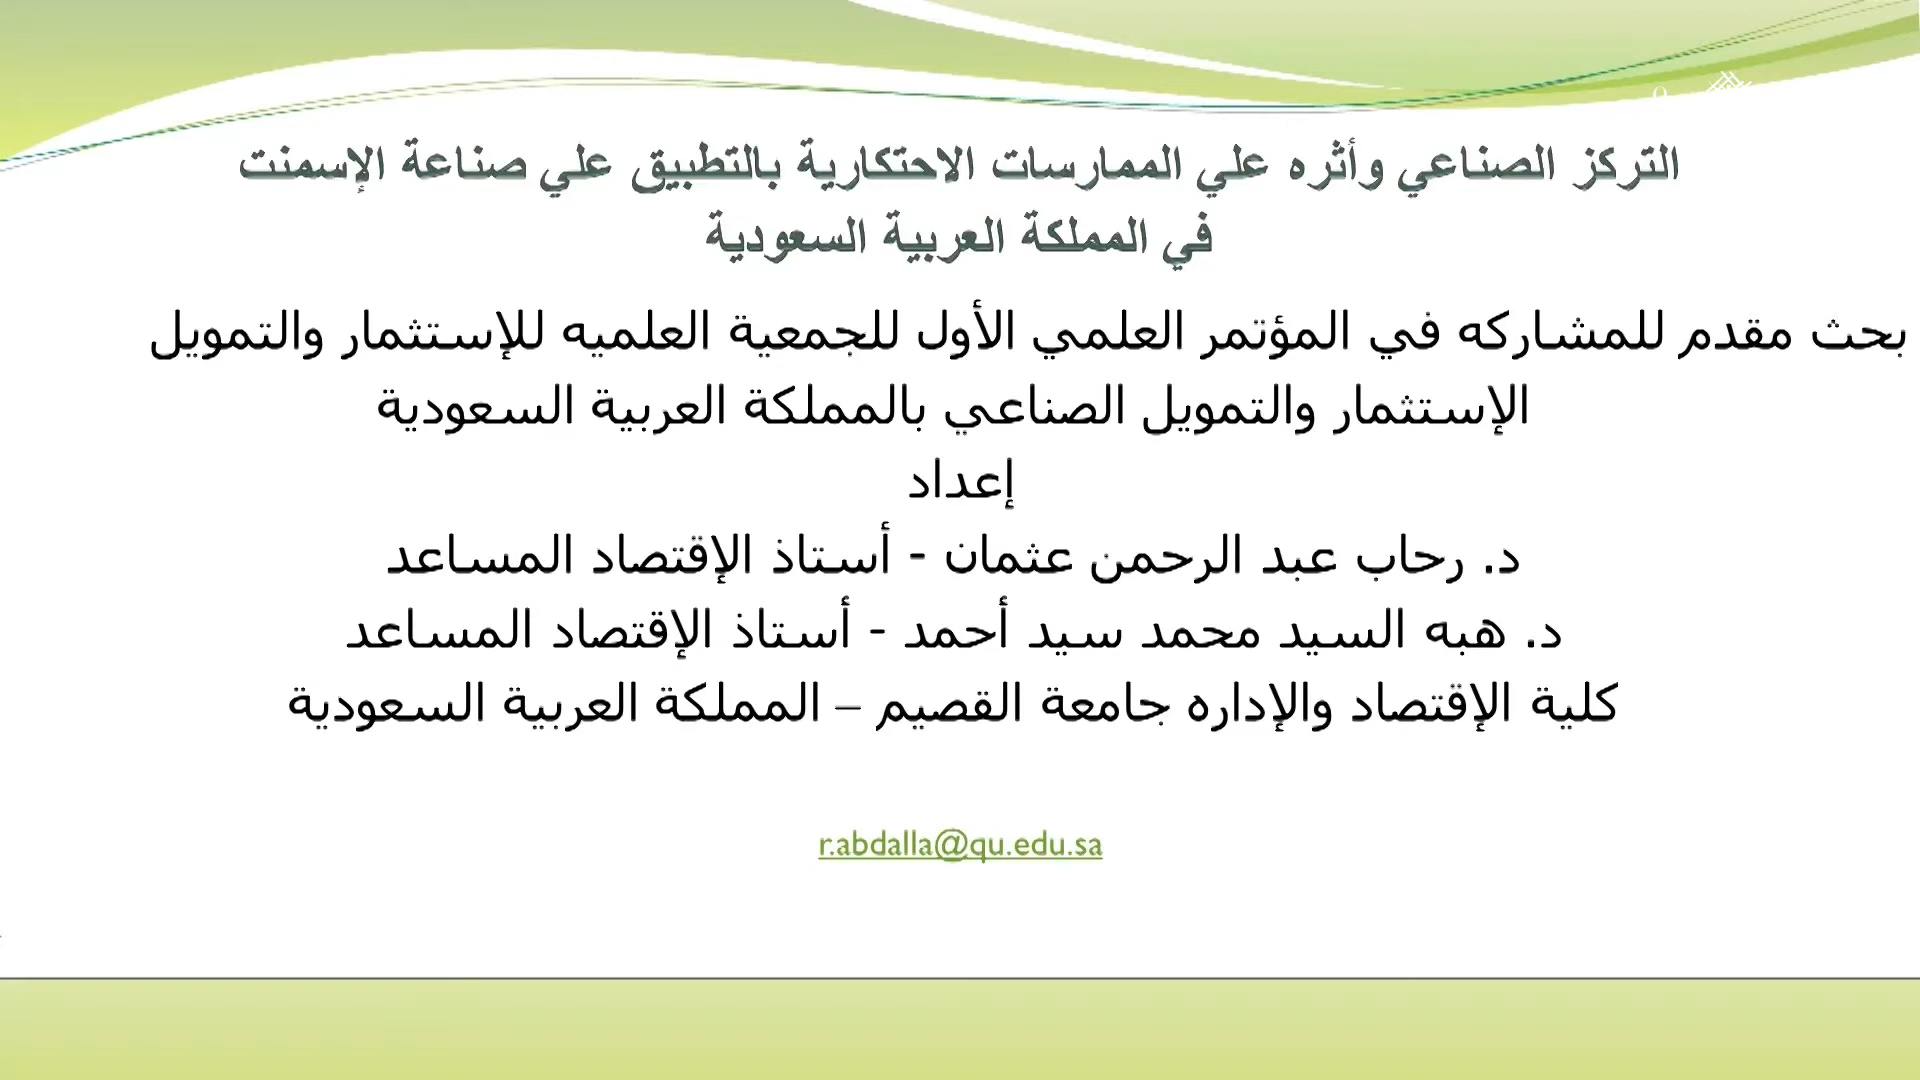 التركز الصناعي وأثره علي الممارسات الاحتكارية بالتطبيق علي صناعة الإسمنت
في المملكة العربية السعودية
بحث مقدم للمشاركه في المؤتمر العلمي الأول للجمعية العلميه للإستثمار والتمويل
الإستثمار والتمويل الصناعي بالمملكة العربية السعودية
إعداد
د. رحاب عبد الرحمن عثمان - أستاذ الإقتصاد المساعد
د. هبه السيد محمد سيد أحمد - أستاذ الإقتصاد المساعد
كلية الإقتصاد والإداره جامعة القصيم – المملكة العربية السعودية
r.abdalla@qu.edu.sa